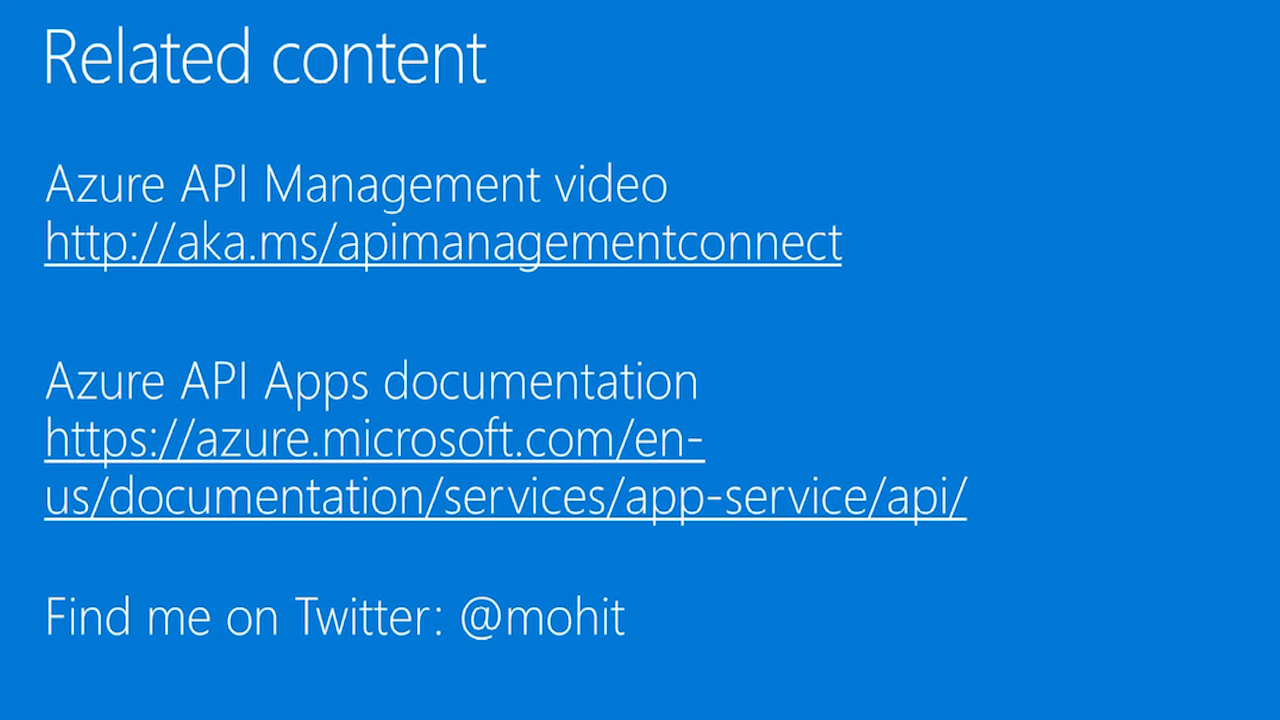 Related content
Azure API Management video
http://aka.ms/apimanagementconnect
Azure API Apps documentation
https://azure.microsoft.com/en-
us/documentation/services/app-service/api/
Find me on Twitter: @mohit